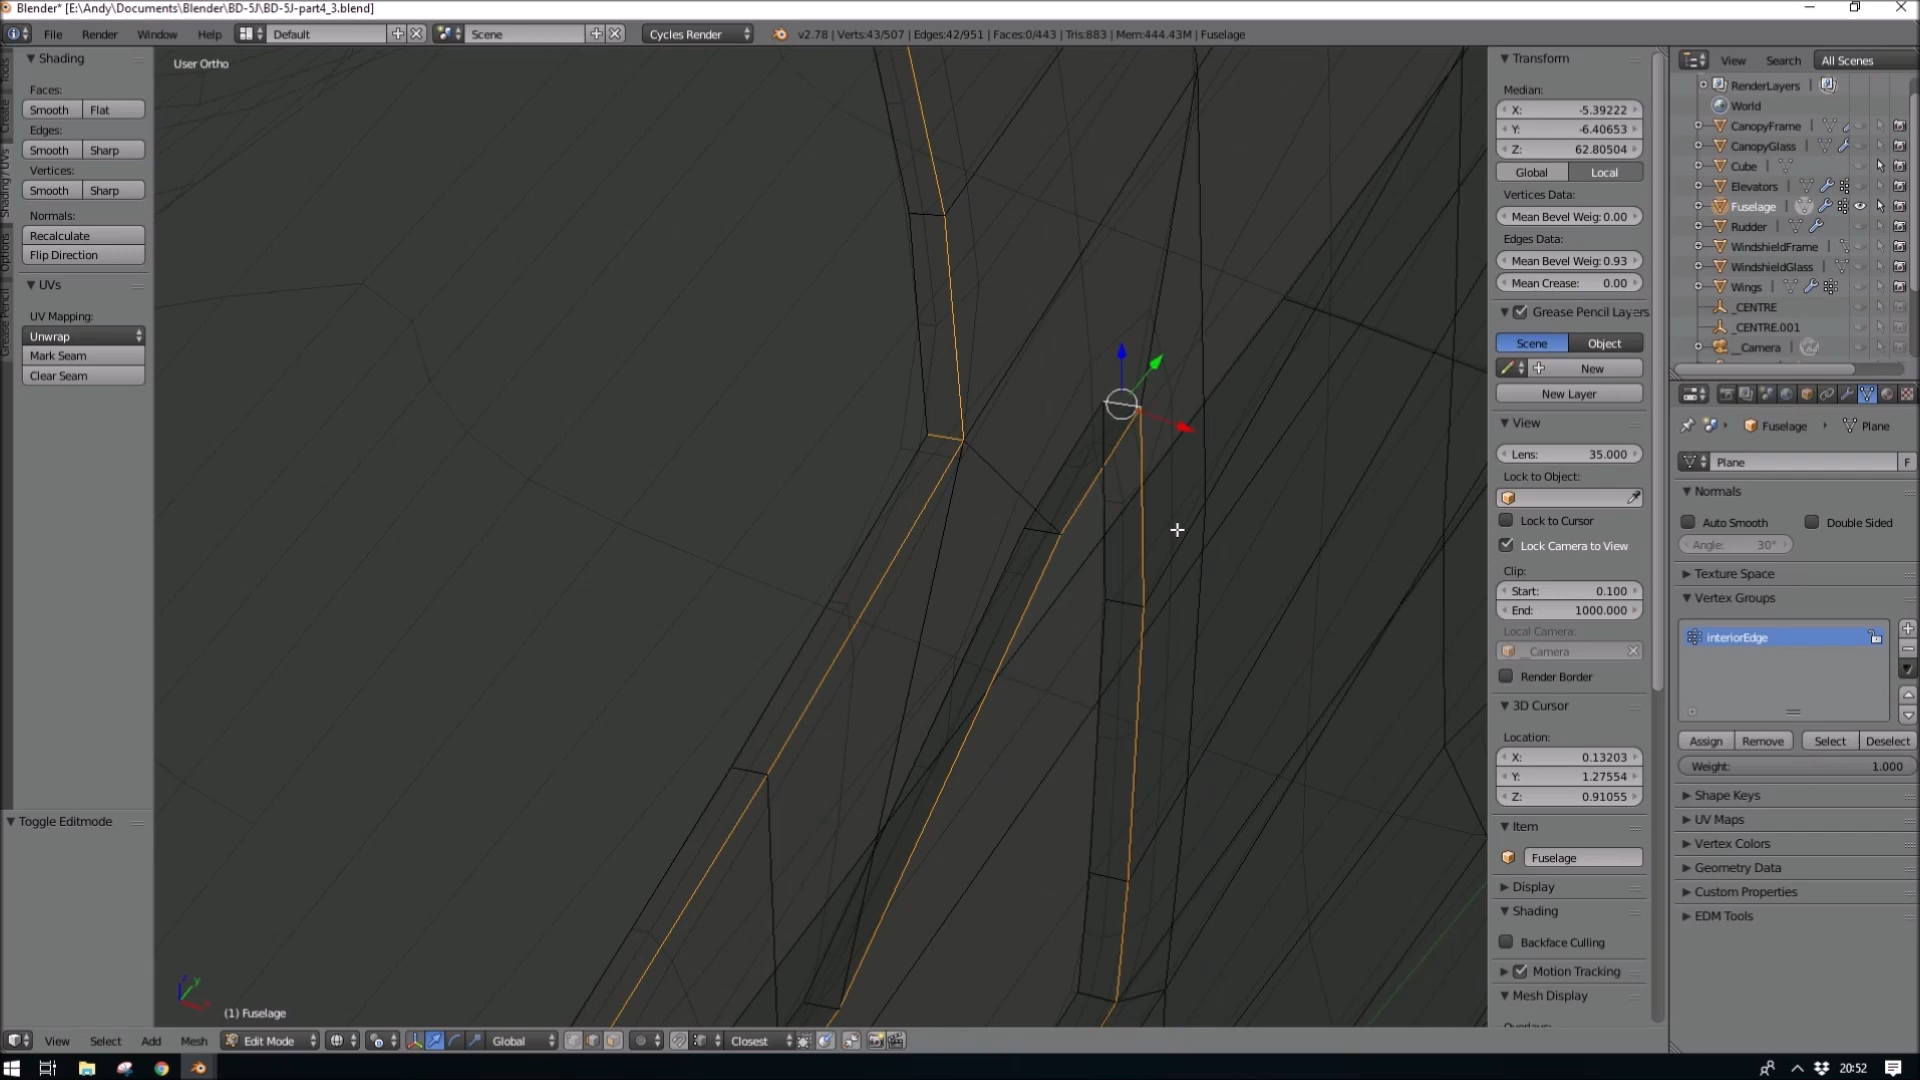 Blender* [E:\Andy\Documents\Blender\BD-5J\BD-5J-part4_3.blend]
File Render Window Help Default Scene Cycles Render v2.78 | Verts:43/507 | Edges:42/951 | Faces:0/443 | Tris:883 | Mem:444.43M | Fuselage
Tools
Create
Shading / UVs
Options
Grease Pencil
Shading
Faces:
Smooth Flat
Edges:
Smooth Sharp
Vertices:
Smooth Sharp
Normals:
Recalculate
Flip Direction
UVs
UV Mapping:
Unwrap
Mark Seam
Clear Seam
Toggle Editmode
User Ortho
(1) Fuselage
Transform
Median:
X: -5.39222
Y: -6.40653
Z: 62.80504
Global Local
Vertices Data:
Mean Bevel Weig: 0.00
Edges Data:
Mean Bevel Weig: 0.93
Mean Crease: 0.00
Grease Pencil Layers
Scene Object
New
New Layer
View
Lens: 35.000
Lock to Object:
Lock to Cursor
Lock Camera to View
Clip:
Start: 0.100
End: 1000.000
Local Camera:
__Camera
Render Border
3D Cursor
Location:
X: 0.13203
Y: 1.27554
Z: 0.91055
Item
Fuselage
Display
Shading
Backface Culling
Motion Tracking
Mesh Display
View Search All Scenes
RenderLayers
World
CanopyFrame
CanopyGlass
Cube
Elevators
Fuselage
Rudder
WindshieldFrame
WindshieldGlass
Wings
_CENTRE
_CENTRE.001
__Camera
Fuselage Plane
Plane F
Normals
Auto Smooth Double Sided
Angle: 30°
Texture Space
Vertex Groups
interiorEdge
Assign Remove Select Deselect
Weight: 1.000
Shape Keys
UV Maps
Vertex Colors
Geometry Data
Custom Properties
EDM Tools
View Select Add Mesh Edit Mode Global Closest
20:52